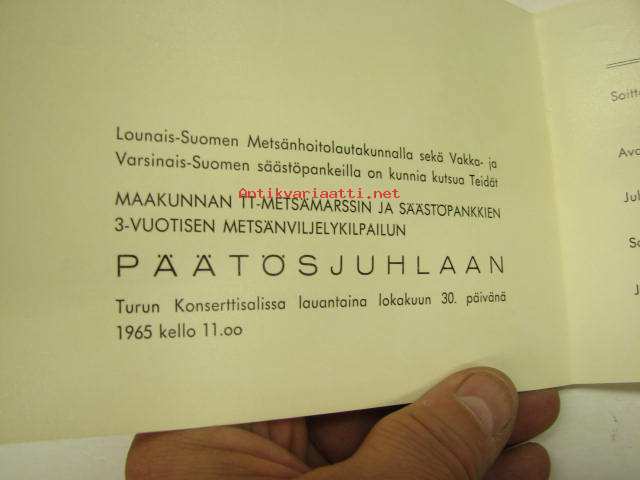 Lounais-Suomen Metsänhoitolautakunnalla sekä Vakka- ja
Varsinais-Suomen säästöpankeilla on kunnia kutsua Teidät
Antikvariaatti.net
MAAKUNNAN TT-METSÄMARSSIN JA SÄÄSTÖPANKKIEN
3-VUOTISEN METSÄNVILJELYKILPAILUN
PÄÄTÖSJUHLAAN
Turun Konserttisalissa lauantaina lokakuun 30. päivänä
1965 kello 11.oo